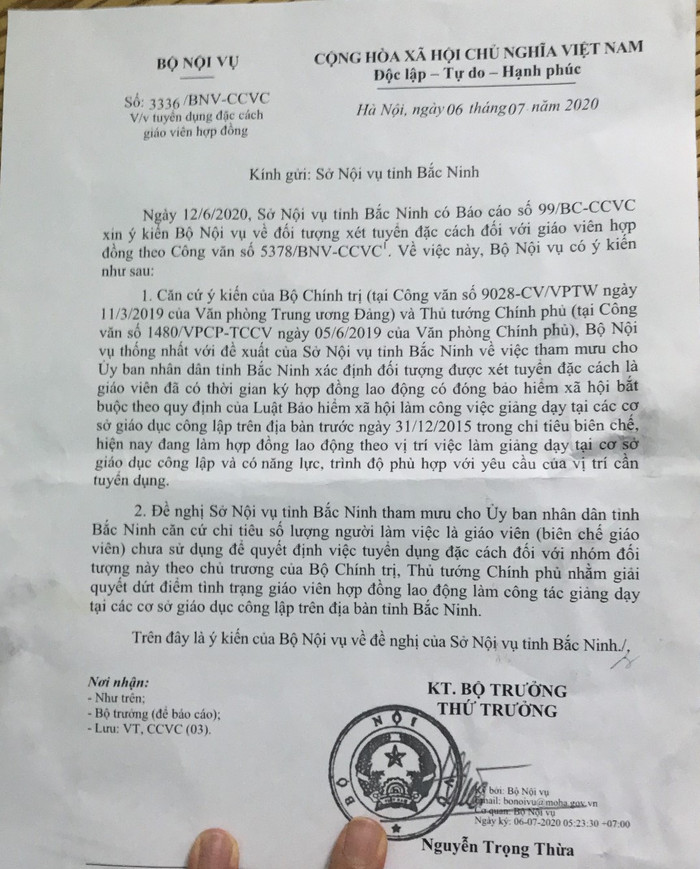 BỘ NỘI VỤ
CỘNG HÒA XÃ HỘI CHỦ NGHĨA VIỆT NAM
Độc lập – Tự do – Hạnh phúc
Số: 3336 /BNV-CCVC
V/v tuyển dụng đặc cách
giáo viên hợp đồng
Hà Nội, ngày 06 tháng 07 năm 2020
Kính gửi: Sở Nội vụ tỉnh Bắc Ninh
Ngày 12/6/2020, Sở Nội vụ tỉnh Bắc Ninh có Báo cáo số 99/BC-CCVC
xin ý kiến Bộ Nội vụ về đối tượng xét tuyển đặc cách đối với giáo viên hợp
đồng theo Công văn số 5378/BNV-CCVC¹. Về việc này, Bộ Nội vụ có ý kiến
như sau:
1. Căn cứ ý kiến của Bộ Chính trị (tại Công văn số 9028-CV/VPTW ngày
11/3/2019 của Văn phòng Trung ương Đảng) và Thủ tướng Chính phủ (tại Công
văn số 1480/VPCP-TCCV ngày 05/6/2019 của Văn phòng Chính phủ), Bộ Nội
vụ thống nhất với đề xuất của Sở Nội vụ tỉnh Bắc Ninh về việc tham mưu cho
Ủy ban nhân dân tỉnh Bắc Ninh xác định đối tượng được xét tuyển đặc cách là
giáo viên đã có thời gian ký hợp đồng lao động có đóng bảo hiểm xã hội bắt
buộc theo quy định của Luật Bảo hiểm xã hội làm công việc giảng dạy tại các cơ
sở giáo dục công lập trên địa bàn trước ngày 31/12/2015 trong chỉ tiêu biên chế,
hiện nay đang làm hợp đồng lao động theo vị trí việc làm giảng dạy tại cơ sở
giáo dục công lập và có năng lực, trình độ phù hợp với yêu cầu của vị trí cần
tuyển dụng.
2. Đề nghị Sở Nội vụ tỉnh Bắc Ninh tham mưu cho Ủy ban nhân dân tỉnh
Bắc Ninh căn cứ chỉ tiêu số lượng người làm việc là giáo viên (biên chế giáo
viên) chưa sử dụng để quyết định việc tuyển dụng đặc cách đối với nhóm đối
tượng này theo chủ trương của Bộ Chính trị, Thủ tướng Chính phủ nhằm giải
quyết dứt điểm tình trạng giáo viên hợp đồng lao động làm công tác giảng dạy
tại các cơ sở giáo dục công lập trên địa bàn tỉnh Bắc Ninh.
Trên đây là ý kiến của Bộ Nội vụ về đề nghị của Sở Nội vụ tỉnh Bắc Ninh./.
Nơi nhận:
- Như trên;
- Bộ trưởng (để báo cáo);
- Lưu: VT, CCVC (03).
KT. BỘ TRƯỞNG
THỨ TRƯỞNG
BỘ NỘI VỤ
bởi: Bộ Nội vụ
Email: bonoivu@moha.gov.vn
Cơ quan: Bộ Nội vụ
Ngày ký: 06-07-2020 05:23:30 +07:00
Nguyễn Trọng Thừa